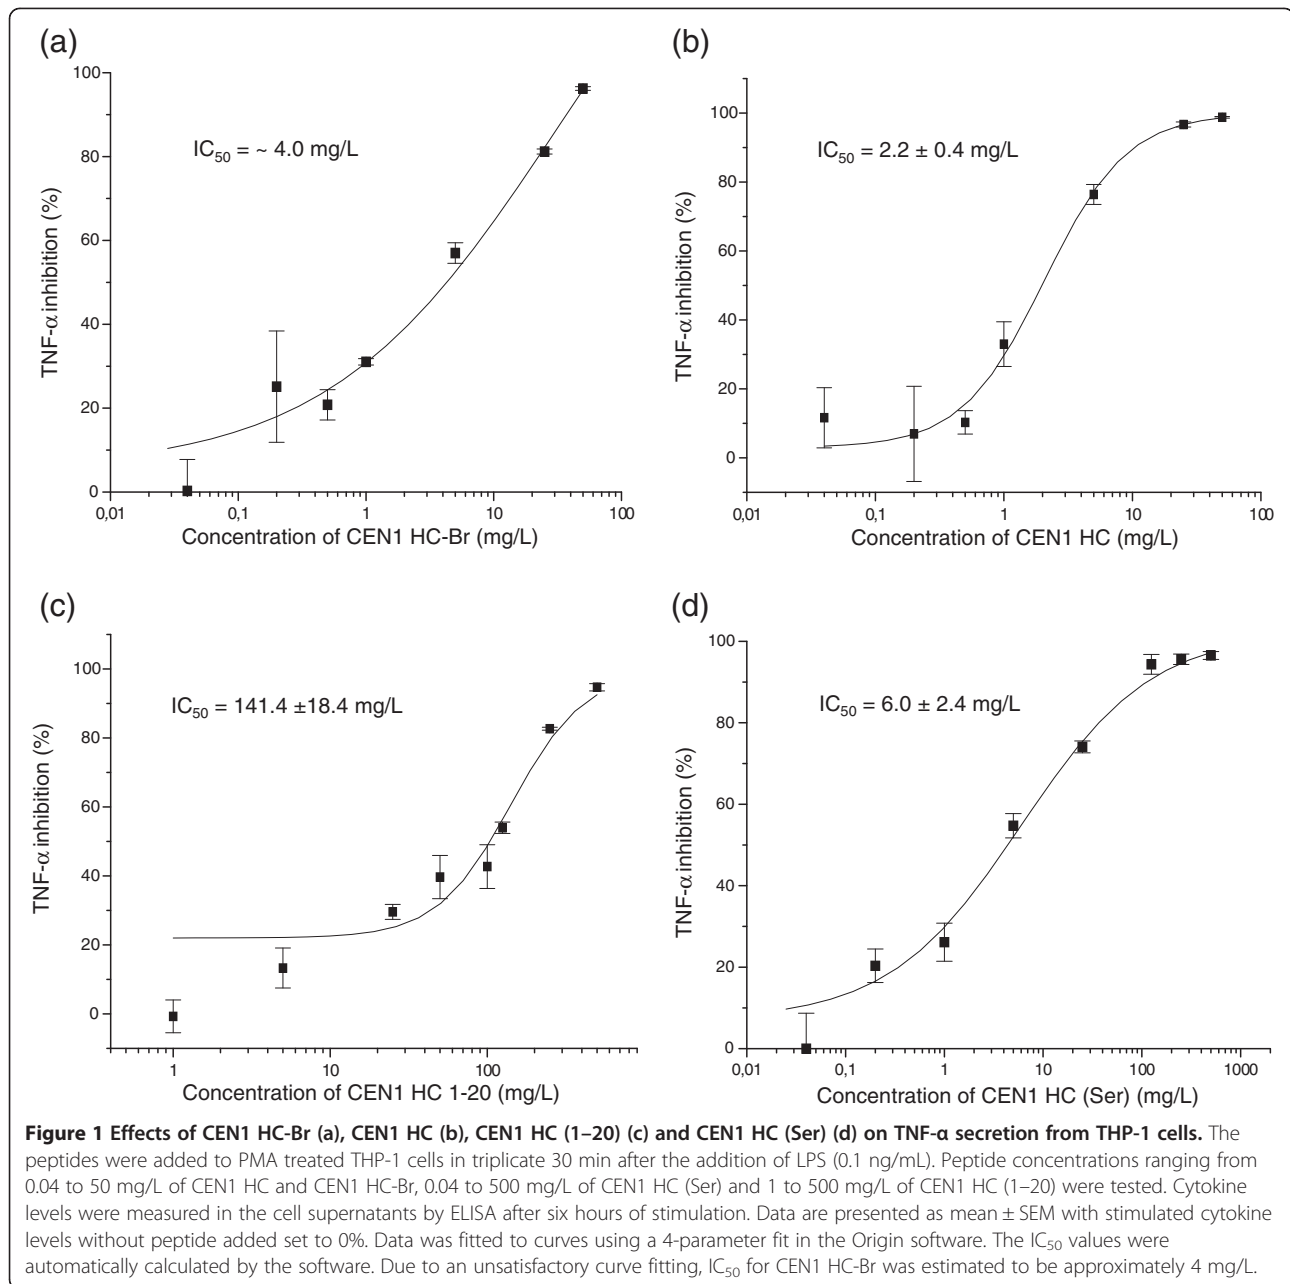 (a)
100
80
60
40
20
0
TNF-α inhibition (%)
IC50 = ~ 4.0 mg/L
0,01 0,1 1 10 100
Concentration of CEN1 HC-Br (mg/L)
(b)
100
80
60
40
20
0
TNF-α inhibition (%)
IC50 = 2.2 ± 0.4 mg/L
0,01 0,1 1 10 100
Concentration of CEN1 HC (mg/L)
(c)
100
80
60
40
20
0
TNF-α inhibition (%)
IC50 = 141.4 ±18.4 mg/L
1 10 100
Concentration of CEN1 HC 1-20 (mg/L)
(d)
100
80
60
40
20
0
TNF-α inhibition (%)
IC50 = 6.0 ± 2.4 mg/L
0,01 0,1 1 10 100 1000
Concentration of CEN1 HC (Ser) (mg/L)
Figure 1 Effects of CEN1 HC-Br (a), CEN1 HC (b), CEN1 HC (1–20) (c) and CEN1 HC (Ser) (d) on TNF-α secretion from THP-1 cells. The
peptides were added to PMA treated THP-1 cells in triplicate 30 min after the addition of LPS (0.1 ng/mL). Peptide concentrations ranging from
0.04 to 50 mg/L of CEN1 HC and CEN1 HC-Br, 0.04 to 500 mg/L of CEN1 HC (Ser) and 1 to 500 mg/L of CEN1 HC (1–20) were tested. Cytokine
levels were measured in the cell supernatants by ELISA after six hours of stimulation. Data are presented as mean ± SEM with stimulated cytokine
levels without peptide added set to 0%. Data was fitted to curves using a 4-parameter fit in the Origin software. The IC50 values were
automatically calculated by the software. Due to an unsatisfactory curve fitting, IC50 for CEN1 HC-Br was estimated to be approximately 4 mg/L.